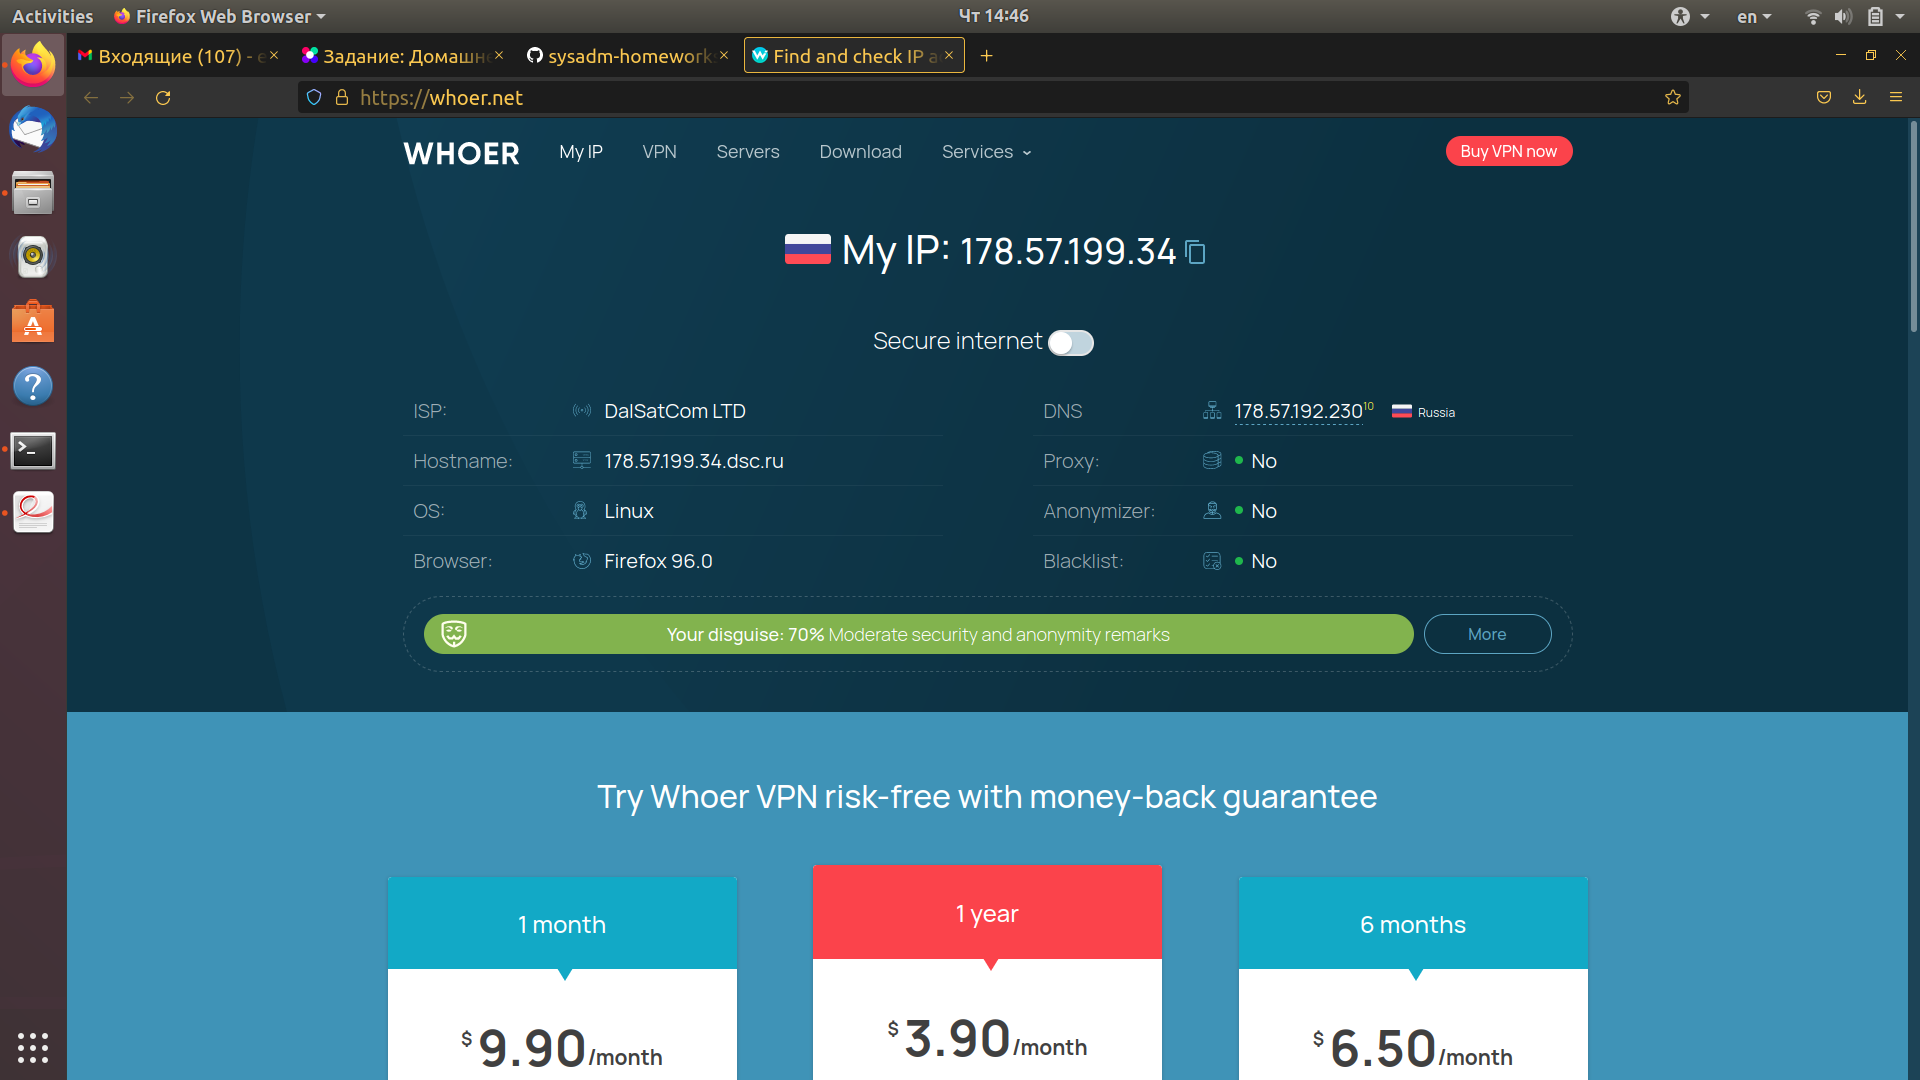 Activities Firefox Web Browser Чт 14:46 en
Входящие (107) - e Задание: Домашне sysadm-homeworks Find and check IP a
https://whoer.net
WHOER My IP VPN Servers Download Services Buy VPN now
My IP: 178.57.199.34
Secure internet
ISP: DalSatCom LTD DNS 178.57.192.230 10 Russia
Hostname: 178.57.199.34.dsc.ru Proxy: No
OS: Linux Anonymizer: No
Browser: Firefox 96.0 Blacklist: No
Your disguise: 70% Moderate security and anonymity remarks More
Try Whoer VPN risk-free with money-back guarantee
1 month 1 year 6 months
$ 9.90 /month $ 3.90 /month $ 6.50 /month